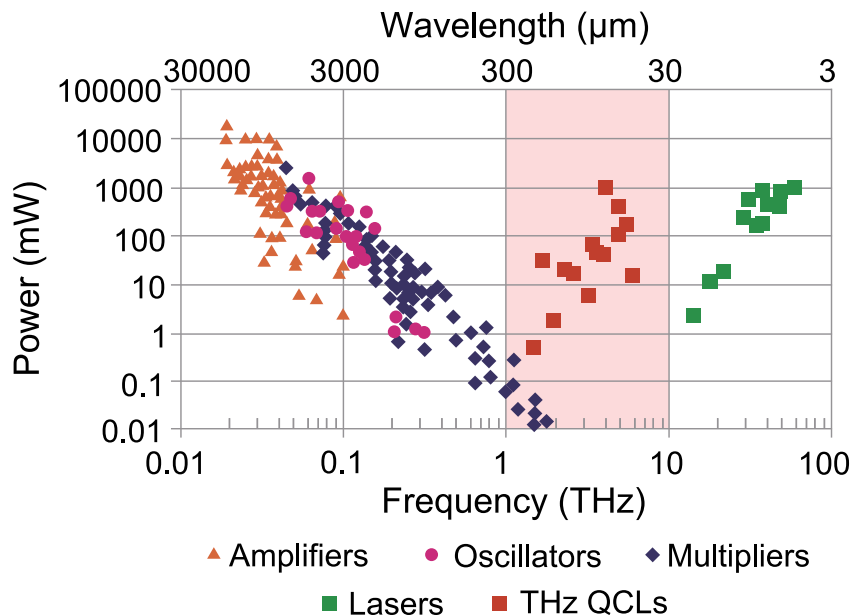 Wavelength (µm)
30000 3000 300 30 3
100000
10000
1000
100
10
1
0.1
0.01
Power (mW)
0.01 0.1 1 10 100
Frequency (THz)
Amplifiers Oscillators Multipliers
Lasers THz QCLs